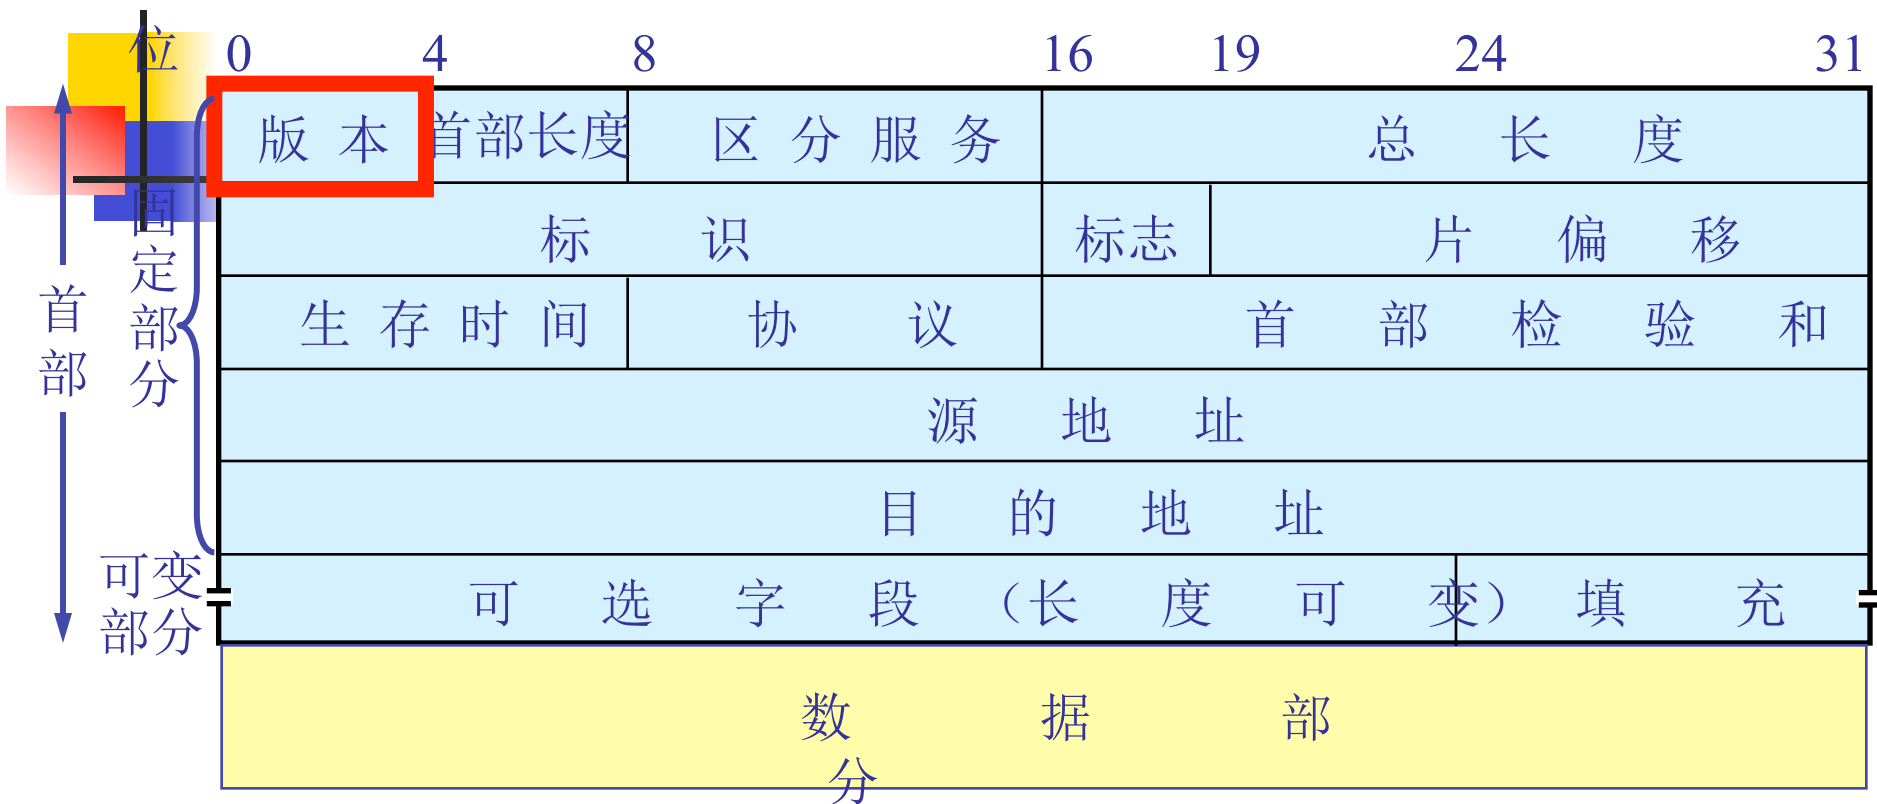 位 0 4 8 16 19 24 31
版 本 首部长度 区 分 服 务 总 长 度
标 识 标志 片 偏 移
生 存 时 间 协 议 首 部 检 验 和
源 地 址
目 的 地 址
可 选 字 段 （长 度 可 变） 填 充
数 据 部
分
首
部
固
定
部
分
可变
部分